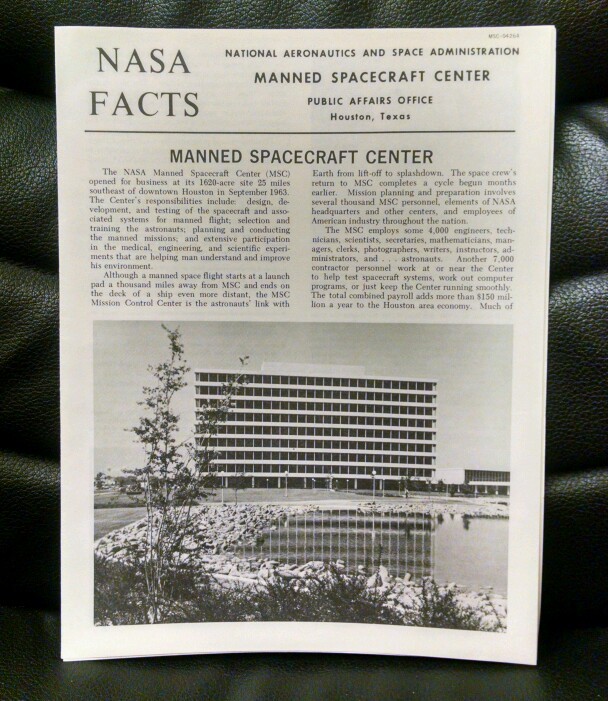 NASA
FACTS
NATIONAL AERONAUTICS AND SPACE ADMINISTRATION
MANNED SPACECRAFT CENTER
PUBLIC AFFAIRS OFFICE
Houston, Texas
MANNED SPACECRAFT CENTER
The NASA Manned Spacecraft Center (MSC)
opened for business at its 1620-acre site 25 miles
southeast of downtown Houston in September 1963.
The Center's responsibilities include: design, de-
velopment, and testing of the spacecraft and asso-
ciated systems for manned flight; selection and
training the astronauts; planning and conducting
the manned missions; and extensive participation
in the medical, engineering, and scientific experi-
ments that are helping man understand and improve
his environment.
Although a manned space flight starts at a launch
pad a thousand miles away from MSC and ends on
the deck of a ship even more distant, the MSC
Mission Control Center is the astronauts' link with
Earth from lift-off to splashdown. The space crew's
return to MSC completes a cycle begun months
earlier. Mission planning and preparation involves
several thousand MSC personnel, elements of NASA
headquarters and other centers, and employees of
American industry throughout the nation.
The MSC employs some 4,000 engineers, tech-
nicians, scientists, secretaries, mathematicians, man-
agers, clerks, photographers, writers, instructors, ad-
ministrators, and . . . astronauts. Another 7,000
contractor personnel work at or near the Center
to help test spacecraft systems, work out computer
programs, or just keep the Center running smoothly.
The total combined payroll adds more than $150 mil-
lion a year to the Houston area economy. Much of